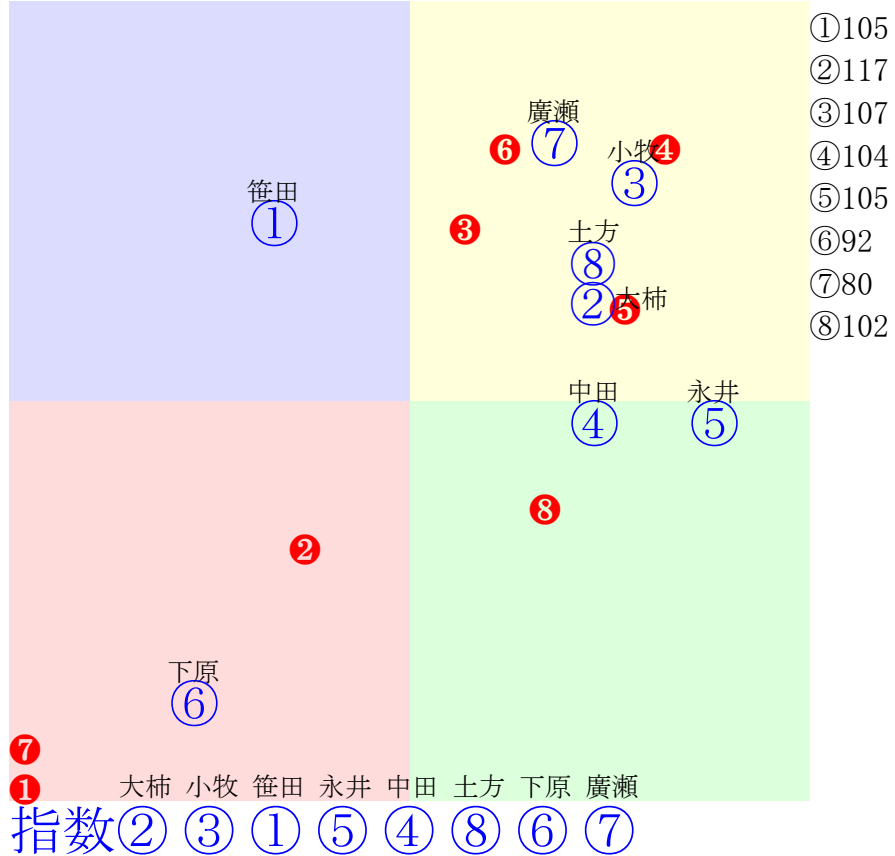 ①105
②117
③107
④104
⑤105
⑥92
⑦80
⑧102
廣瀬
❻ ⑦
小牧 ❹
③
笹田
①
❸
土方
⑧
② ❺ 大柿
中田 永井
④ ⑤
❽
❷
下原
⑥
❼
❶
大柿 小牧 笹田 永井 中田 土方 下原 廣瀬
指数②③①⑤④⑧⑥⑦